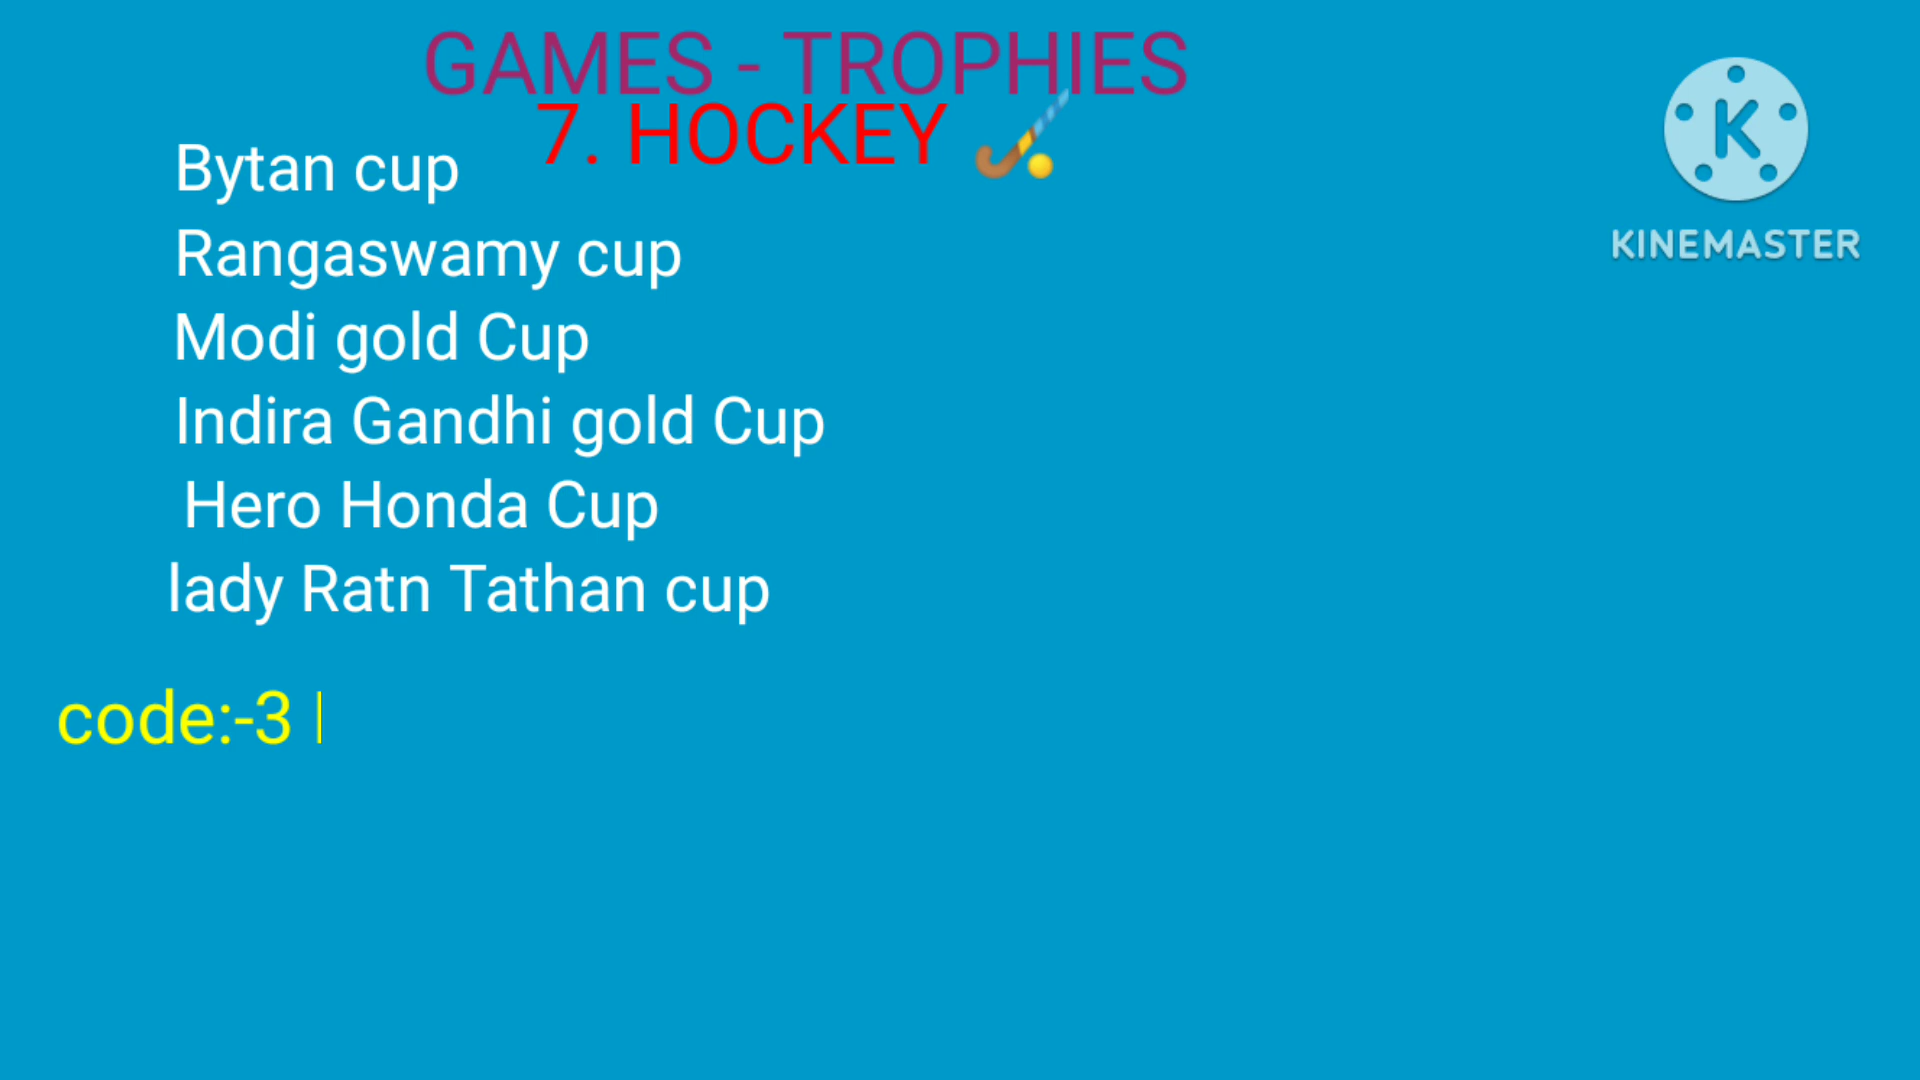 GAMES - TROPHIES
7. HOCKEY 🏑
Bytan cup
Rangaswamy cup
Modi gold Cup
Indira Gandhi gold Cup
Hero Honda Cup
lady Ratn Tathan cup
code:-3
K
KINEMASTER